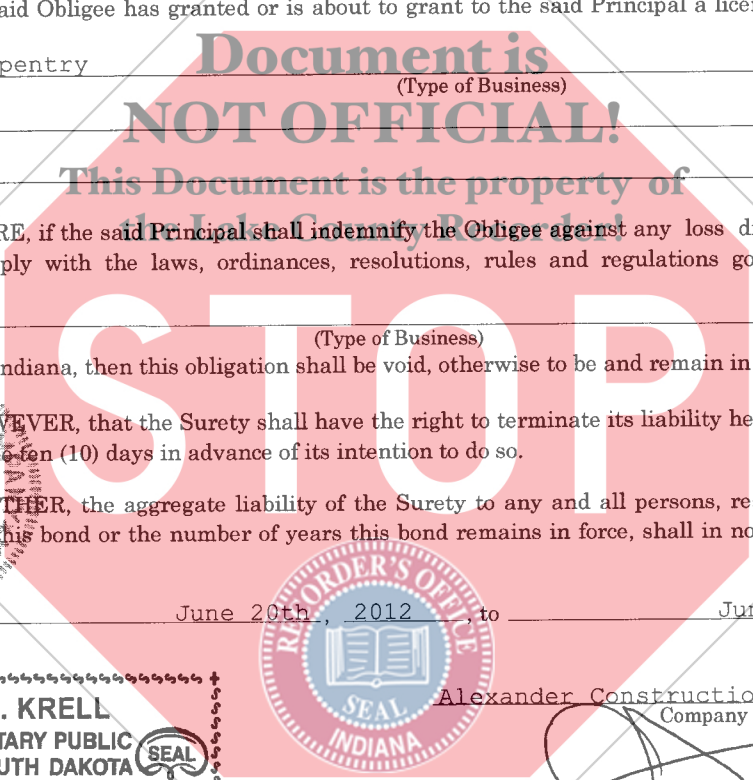 aid Obligee has granted or is about to grant to the said Principal a lice
Document is
pentry
(Type of Business)
NOT OFFICIAL!
This Document is the property of
the Lake County Recorder!
RE, if the said Principal shall indemnify the Obligee against any loss di
ply with the laws, ordinances, resolutions, rules and regulations go
STOP
(Type of Business)
ndiana, then this obligation shall be void, otherwise to be and remain in
VEVER, that the Surety shall have the right to terminate its liability he
e ten (10) days in advance of its intention to do so.
THER, the aggregate liability of the Surety to any and all persons, re
his bond or the number of years this bond remains in force, shall in no
RECORDER'S OFFICE
June 20th, 2012, to Jun
SEAL
INDIANA
Alexander Constructio
Company
. KRELL
TARY PUBLIC
SEAL
UTH DAKOTA